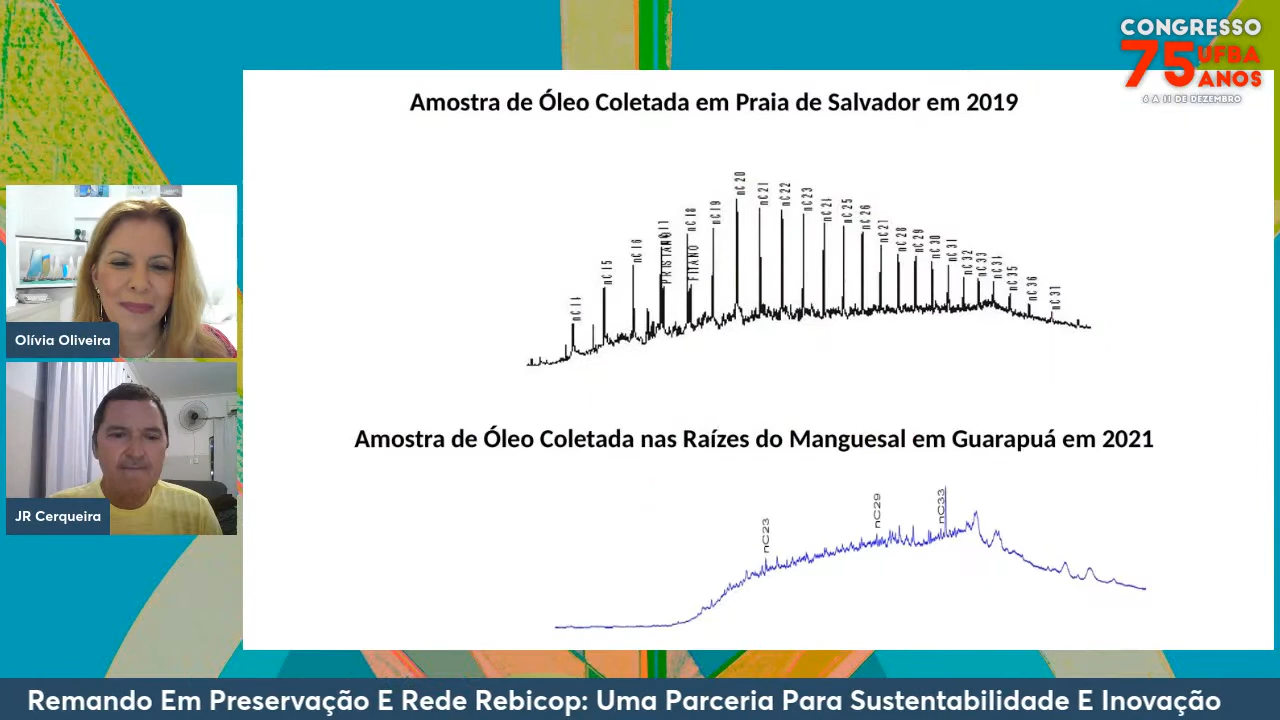 CONGRESSO
75 UFBA
ANOS
6 A 11 DE DEZEMBRO
Amostra de Óleo Coletada em Praia de Salvador em 2019
nC15
nC16
PRISTANO
nC18
FITANO
nC19
nC20
nC21
nC22
nC23
nC25
nC26
nC28
nC29
nC30
nC32
nC33
nC35
nC36
Olívia Oliveira
JR Cerqueira
Amostra de Óleo Coletada nas Raízes do Manguesal em Guarapuá em 2021
nC23
nC29
nC33
Remando Em Preservação E Rede Rebicop: Uma Parceria Para Sustentabilidade E Inovação